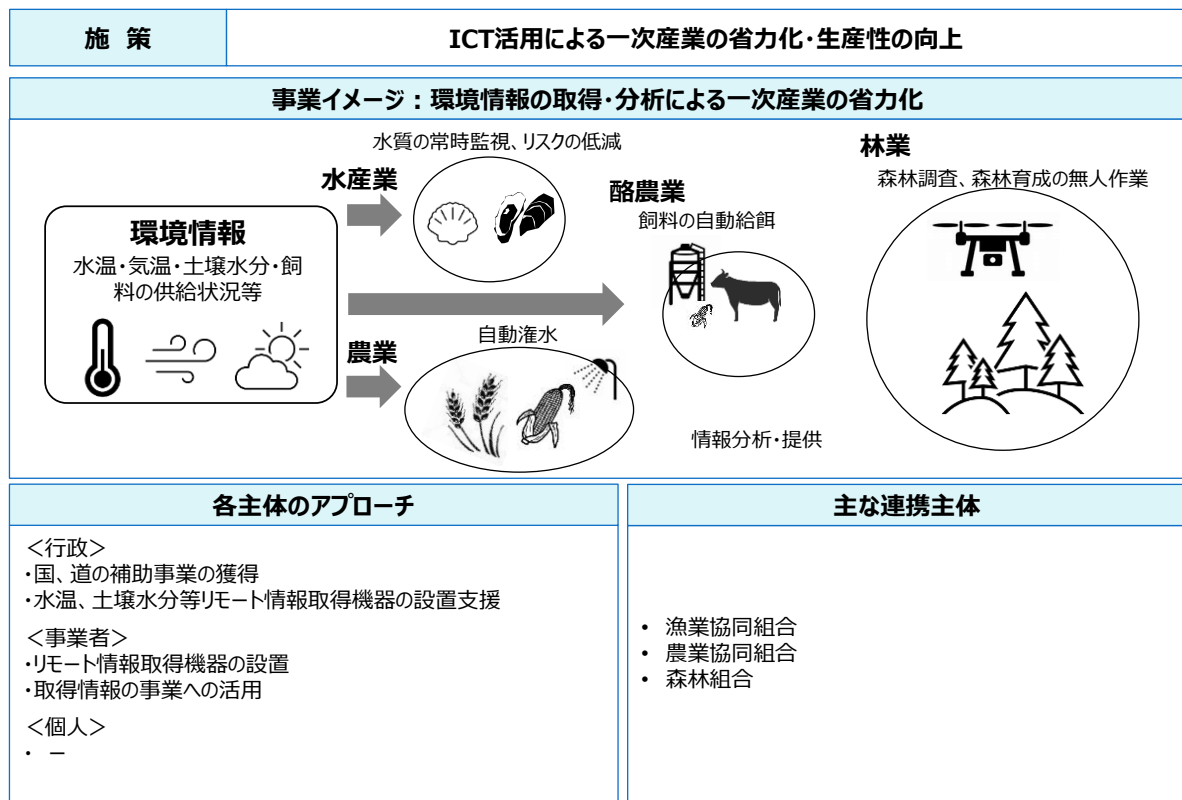 施 策
ICT活用による一次産業の省力化・生産性の向上
事業イメージ：環境情報の取得・分析による一次産業の省力化
水質の常時監視、リスクの低減
水産業
林業
森林調査、森林育成の無人作業
酪農業
飼料の自動給餌
環境情報
水温・気温・土壌水分・飼
料の供給状況等
自動潅水
農業
情報分析・提供
各主体のアプローチ
＜行政＞
・国、道の補助事業の獲得
・水温、土壌水分等リモート情報取得機器の設置支援
＜事業者＞
・リモート情報取得機器の設置
・取得情報の事業への活用
＜個人＞
・ －
主な連携主体
• 漁業協同組合
• 農業協同組合
• 森林組合